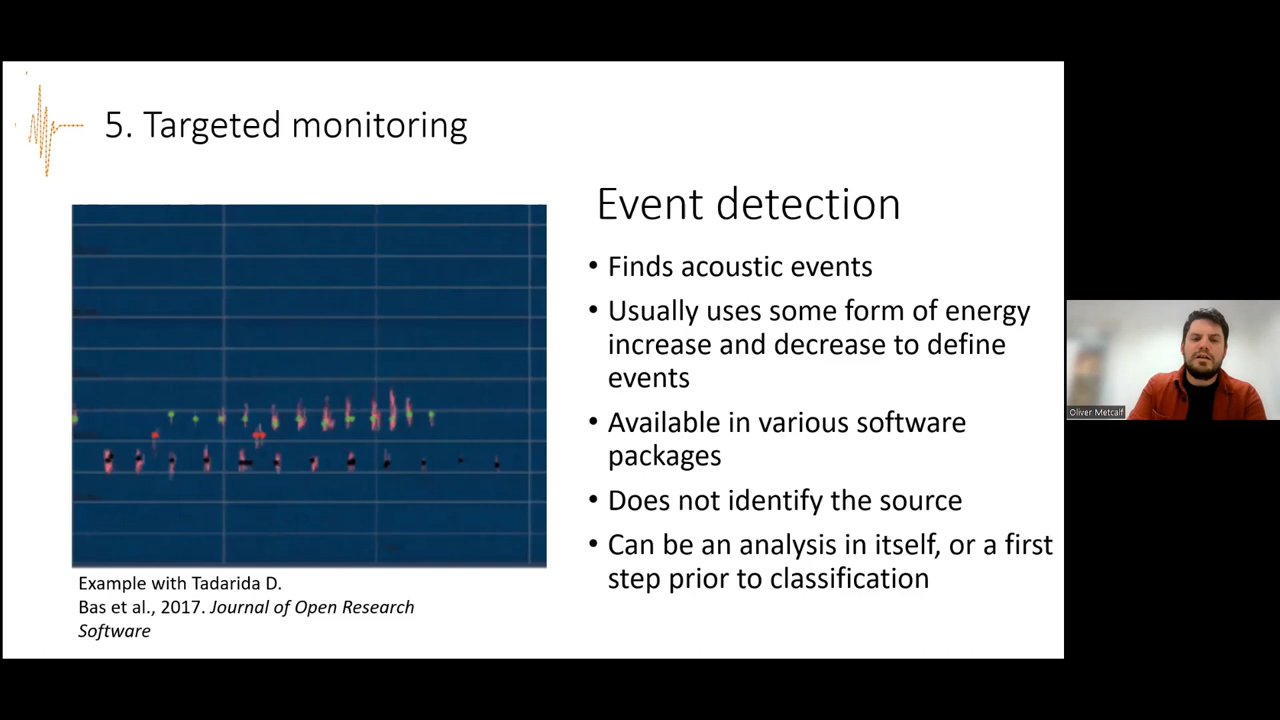 5. Targeted monitoring
Event detection
• Finds acoustic events
• Usually uses some form of energy
increase and decrease to define
events
• Available in various software
packages
• Does not identify the source
• Can be an analysis in itself, or a first
step prior to classification
Example with Tadarida D.
Bas et al., 2017. Journal of Open Research
Software
Oliver Metcalf